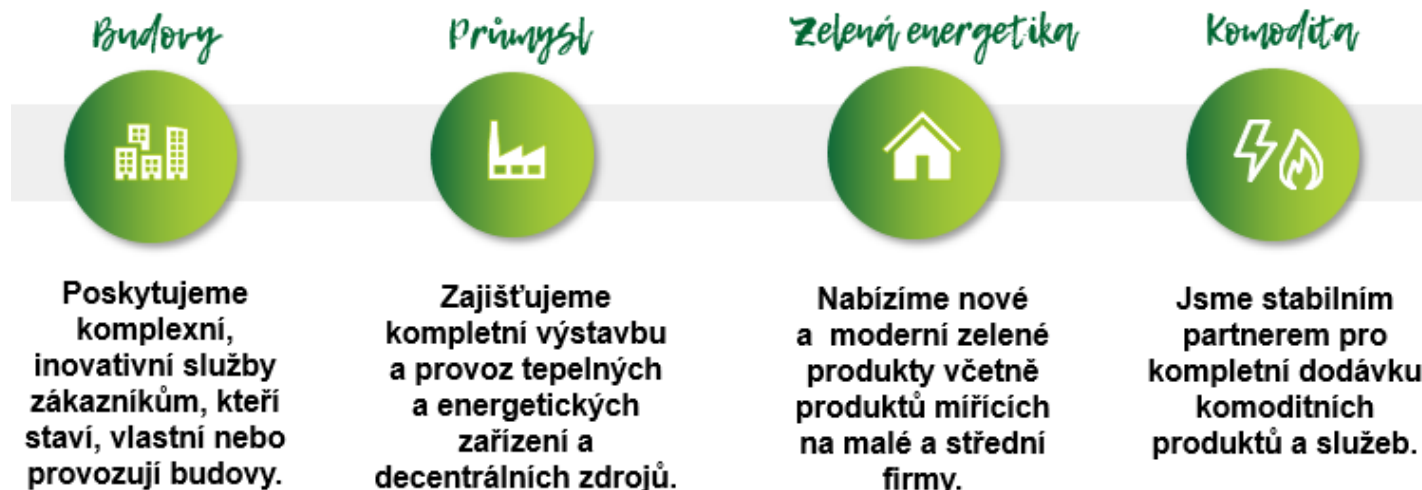 Budovy
Poskytujeme
komplexní,
inovativní služby
zákazníkům, kteří
staví, vlastní nebo
provozují budovy.
Průmysl
Zajišťujeme
kompletní výstavbu
a provoz tepelných
a energetických
zařízení a
decentrálních zdrojů.
Zelená energetika
Nabízíme nové
a  moderní zelené
produkty včetně
produktů mířících
na malé a střední
firmy.
Komodita
Jsme stabilním
partnerem pro
kompletní dodávku
komoditních
produktů a služeb.